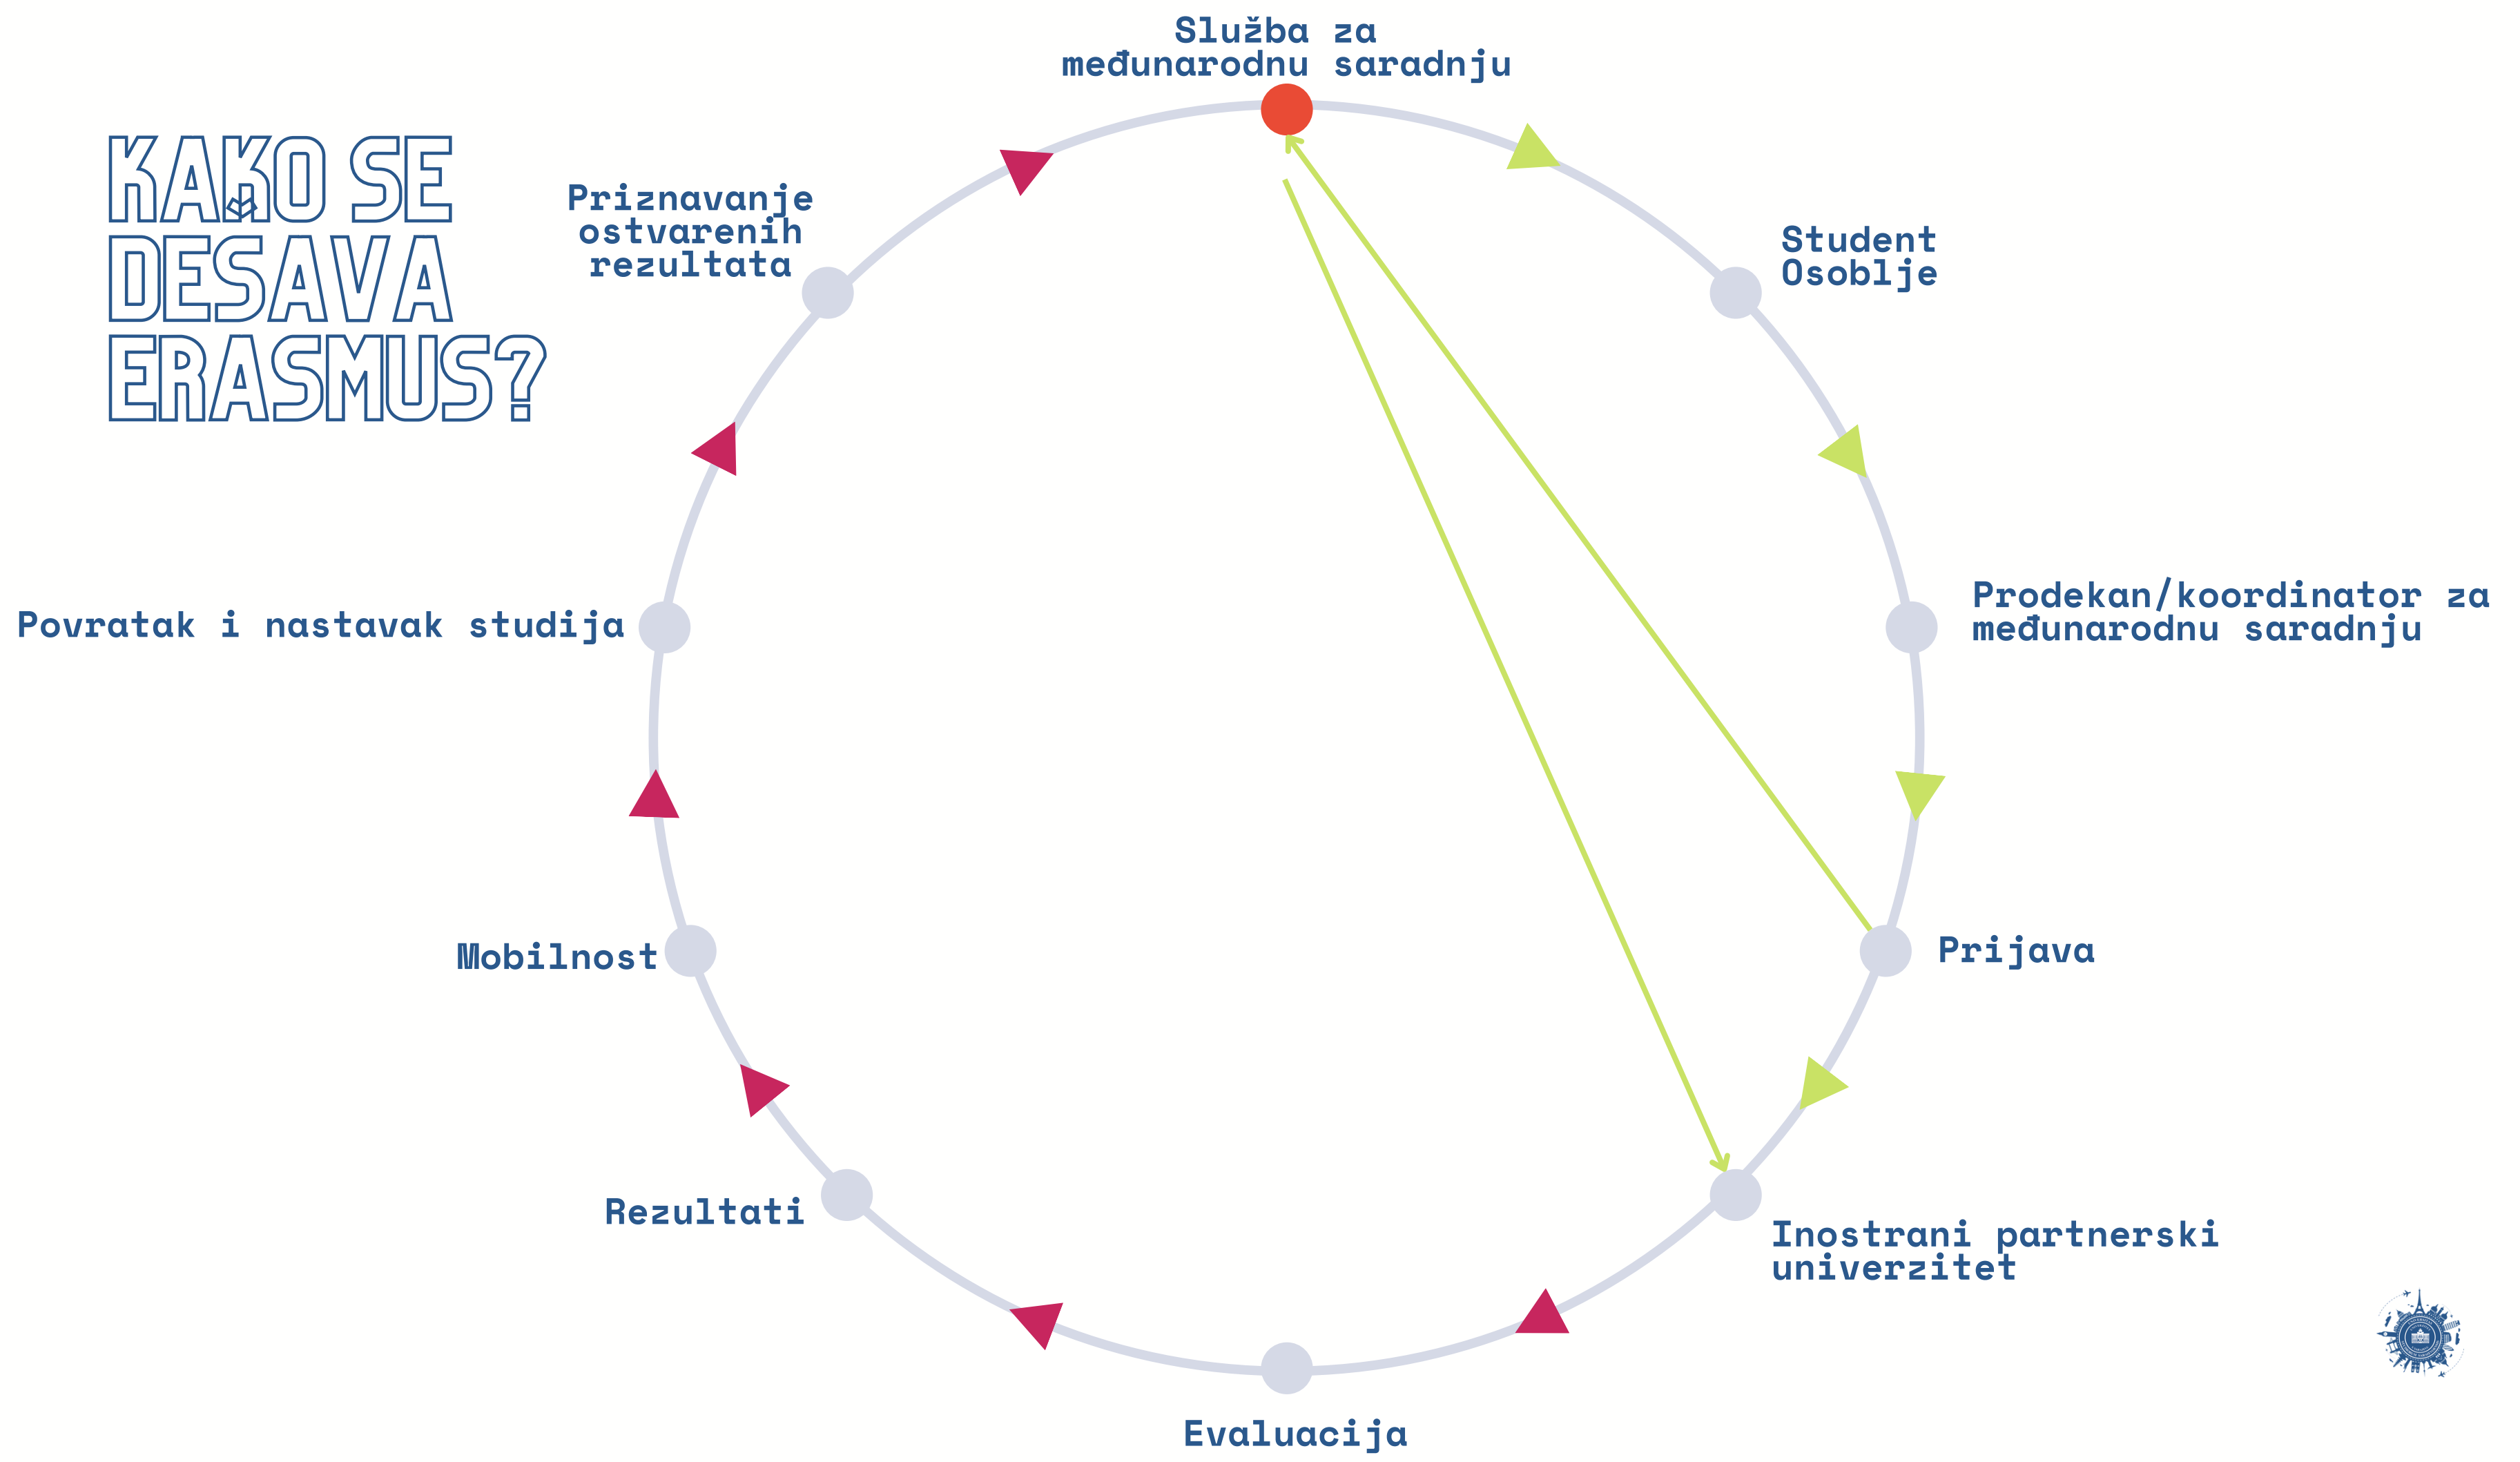 KAKO SE
DESAVA
ERASMUS?
Služba za
međunarodnu saradnju
Student
Osoblje
Prodekan/koordinator za
međunarodnu saradnju
Prijava
Inostrani partnerski
univerzitet
Evaluacija
Rezultati
Mobilnost
Povratak i nastavak studija
Priznavanje
ostvarenih
rezultata